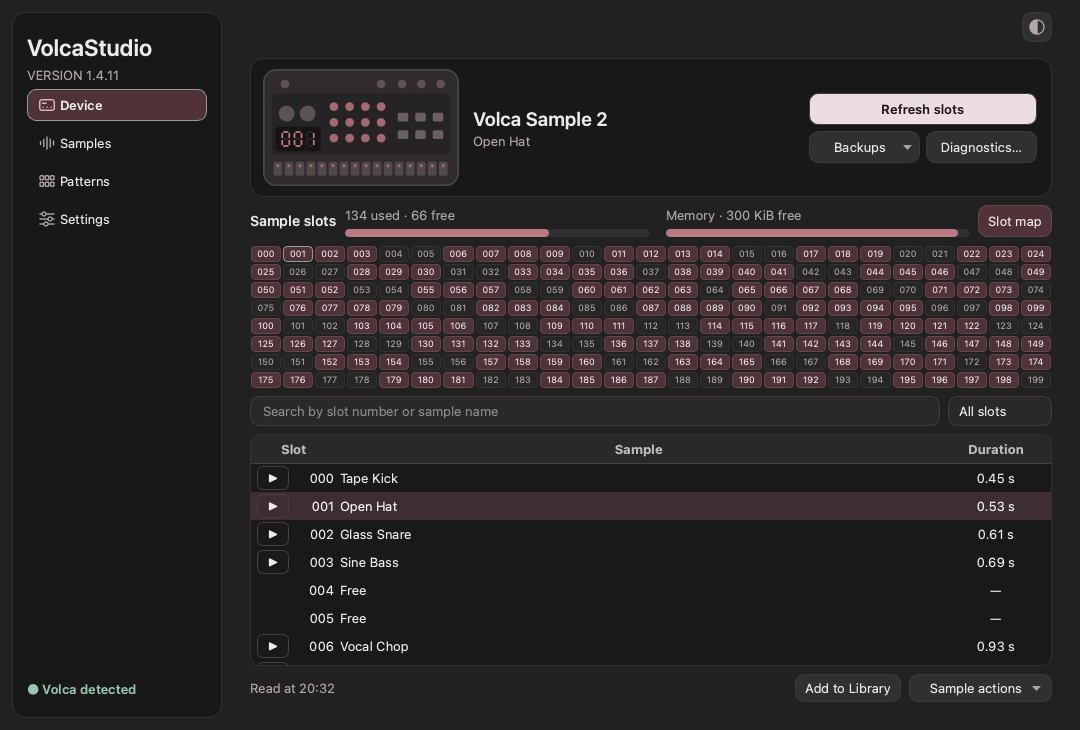 VolcaStudio
VERSION 1.4.11
Device
Samples
Patterns
Settings
Volca detected
001
Volca Sample 2
Open Hat
Refresh slots
Backups
Diagnostics...
Sample slots
134 used · 66 free
Memory · 300 KiB free
Slot map
000 001 002 003 004 005 006 007 008 009 010 011 012 013 014 015 016 017 018 019 020 021 022 023 024
025 026 027 028 029 030 031 032 033 034 035 036 037 038 039 040 041 042 043 044 045 046 047 048 049
050 051 052 053 054 055 056 057 058 059 060 061 062 063 064 065 066 067 068 069 070 071 072 073 074
075 076 077 078 079 080 081 082 083 084 085 086 087 088 089 090 091 092 093 094 095 096 097 098 099
100 101 102 103 104 105 106 107 108 109 110 111 112 113 114 115 116 117 118 119 120 121 122 123 124
125 126 127 128 129 130 131 132 133 134 135 136 137 138 139 140 141 142 143 144 145 146 147 148 149
150 151 152 153 154 155 156 157 158 159 160 161 162 163 164 165 166 167 168 169 170 171 172 173 174
175 176 177 178 179 180 181 182 183 184 185 186 187 188 189 190 191 192 193 194 195 196 197 198 199
Search by slot number or sample name
All slots
Slot Sample Duration
000 Tape Kick 0.45 s
001 Open Hat 0.53 s
002 Glass Snare 0.61 s
003 Sine Bass 0.69 s
004 Free —
005 Free —
006 Vocal Chop 0.93 s
Read at 20:32
Add to Library
Sample actions